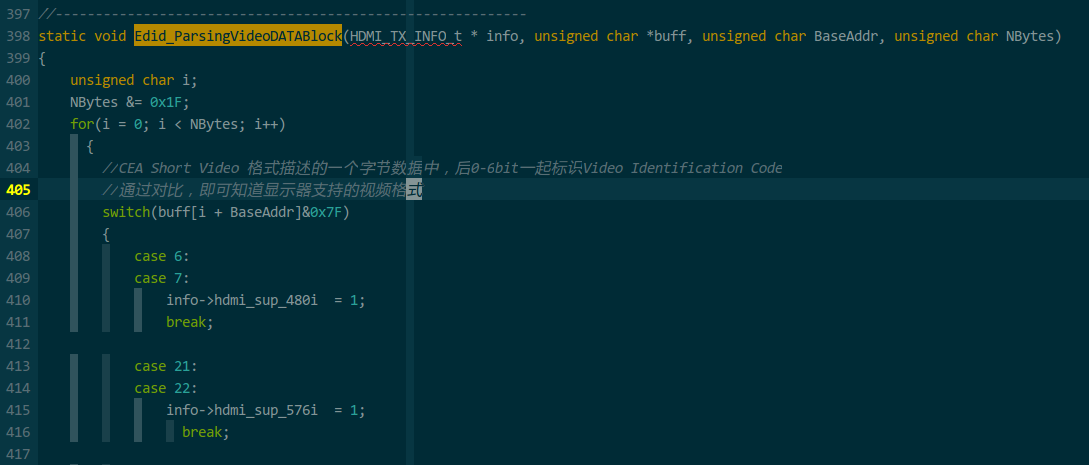 397 //-----------------------------------------------------------
398 static void Edid_ParsingVideoDATABlock(HDMI_TX_INFO_t * info, unsigned char *buff, unsigned char BaseAddr, unsigned char NBytes)
399 {
400     unsigned char i;
401     NBytes &= 0x1F;
402     for(i = 0; i < NBytes; i++)
403       {
404         //CEA Short Video 格式描述的一个字节数据中，后0-6bit一起标识Video Identification Code
405         //通过对比，即可知道显示器支持的视频格式
406         switch(buff[i + BaseAddr]&0x7F)
407         {
408             case 6:
409             case 7:
410                 info->hdmi_sup_480i  = 1;
411                 break;
412
413             case 21:
414             case 22:
415                 info->hdmi_sup_576i  = 1;
416                   break;
417